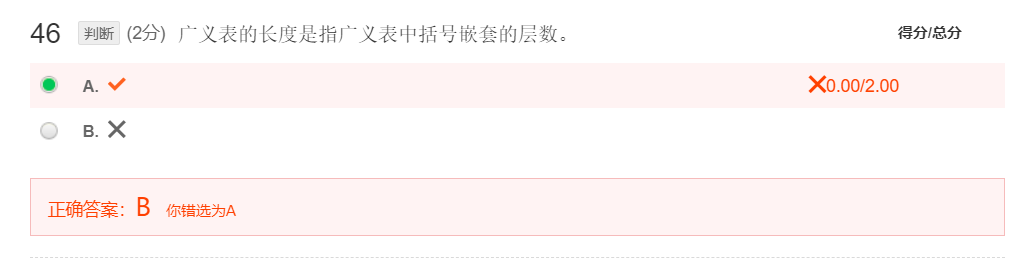 46 判断 (2分) 广义表的长度是指广义表中括号嵌套的层数。 得分/总分
A. ✓ ✕0.00/2.00
B. ✕
正确答案：B 你错选为A